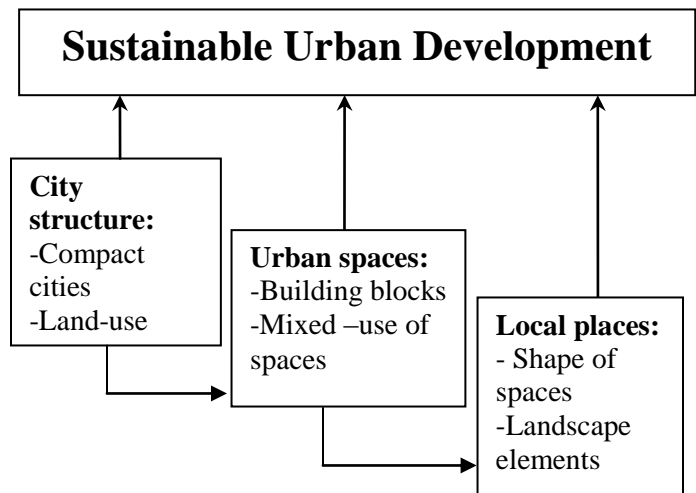 Sustainable Urban Development
City
structure:
-Compact
cities
-Land-use
Urban spaces:
-Building blocks
-Mixed –use of
spaces
Local places:
- Shape of
spaces
-Landscape
elements